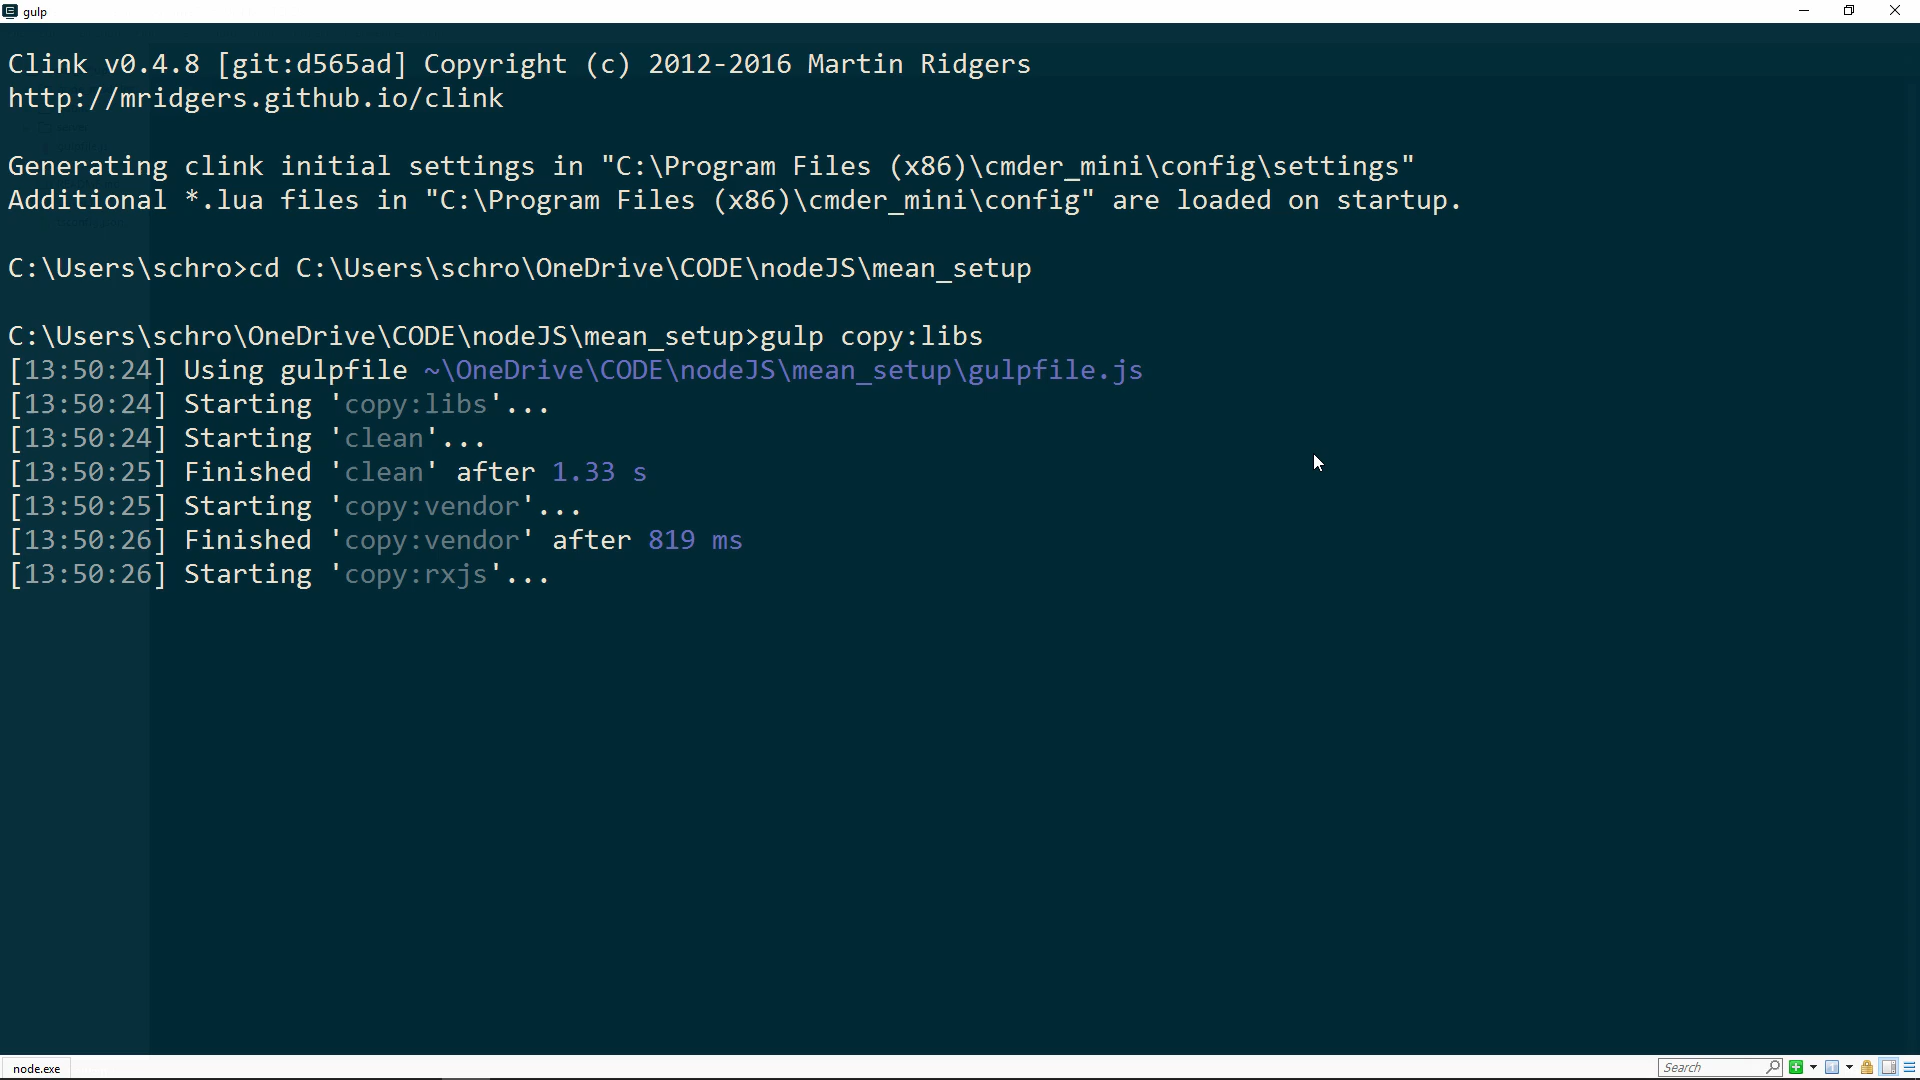 gulp
Clink v0.4.8 [git:d565ad] Copyright (c) 2012-2016 Martin Ridgers
http://mridgers.github.io/clink
Generating clink initial settings in "C:\Program Files (x86)\cmder_mini\config\settings"
Additional *.lua files in "C:\Program Files (x86)\cmder_mini\config" are loaded on startup.
C:\Users\schro>cd C:\Users\schro\OneDrive\CODE\nodeJS\mean_setup
C:\Users\schro\OneDrive\CODE\nodeJS\mean_setup>gulp copy:libs
[13:50:24] Using gulpfile ~\OneDrive\CODE\nodeJS\mean_setup\gulpfile.js
[13:50:24] Starting 'copy:libs'...
[13:50:24] Starting 'clean'...
[13:50:25] Finished 'clean' after 1.33 s
[13:50:25] Starting 'copy:vendor'...
[13:50:26] Finished 'copy:vendor' after 819 ms
[13:50:26] Starting 'copy:rxjs'...
node.exe
Search